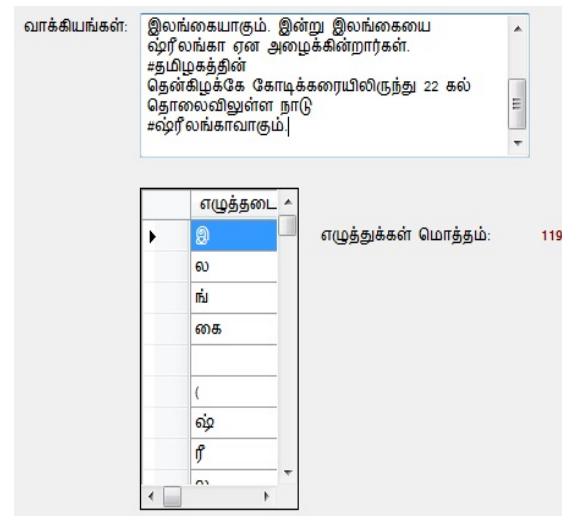 வாக்கியங்கள்:
இலங்கையாகும். இன்று இலங்கையை
ஷ்ரீலங்கா ஏன அழைக்கின்றார்கள்.
#தமிழகத்தின்
தென்கிழக்கே கோடிக்கரையிலிருந்து 22 கல்
தொலைவிலுள்ள நாடு
#ஷ்ரீலங்காவாகும்.
எழுத்தடை
இ
ல
ங்
கை
(
ஷ்
ரீ
எழுத்துக்கள் மொத்தம்: 119